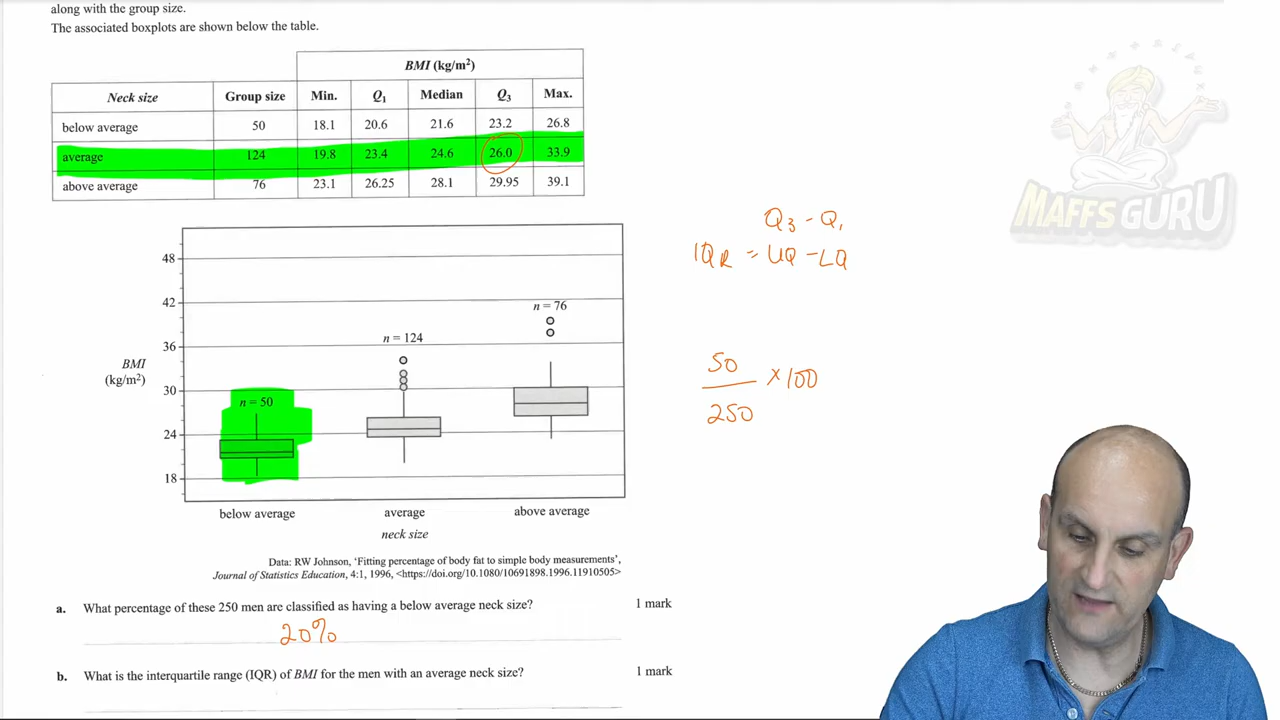 along with the group size.
The associated boxplots are shown below the table.
BMI (kg/m²)
Neck size Group size Min. Q₁ Median Q₃ Max.
below average 50 18.1 20.6 21.6 23.2 26.8
average 124 19.8 23.4 24.6 26.0 33.9
above average 76 23.1 26.25 28.1 29.95 39.1
MAFFSGURU
Q₃ - Q₁
IQR = UQ - LQ
48
42
36
30
24
18
BMI
(kg/m²)
n = 50
n = 124
n = 76
below average average above average
neck size
50
250
× 100
Data: RW Johnson, ‘Fitting percentage of body fat to simple body measurements’,
Journal of Statistics Education, 4:1, 1996, <https://doi.org/10.1080/10691898.1996.11910505>
a. What percentage of these 250 men are classified as having a below average neck size? 1 mark
20%
b. What is the interquartile range (IQR) of BMI for the men with an average neck size? 1 mark